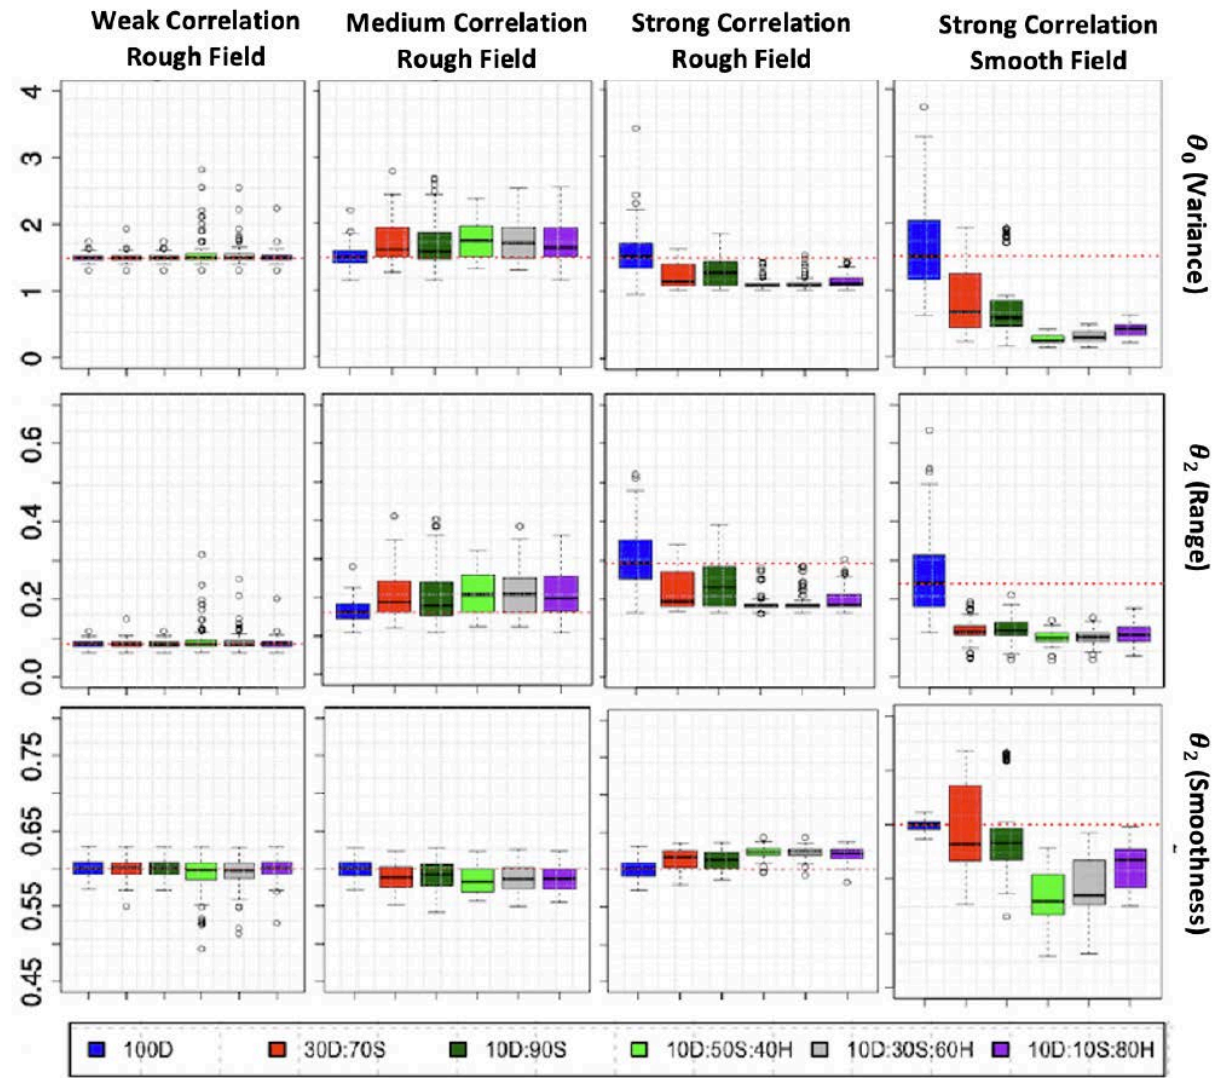 Weak Correlation
Rough Field
Medium Correlation
Rough Field
Strong Correlation
Rough Field
Strong Correlation
Smooth Field
4
3
2
1
0
θ₀ (Variance)
0.6
0.4
0.2
0.0
θ₂ (Range)
0.75
0.65
0.55
0.45
θ₂ (Smoothness)
100D 30D:70S 10D:90S 10D:50S:40H 10D:30S:60H 10D:10S:80H